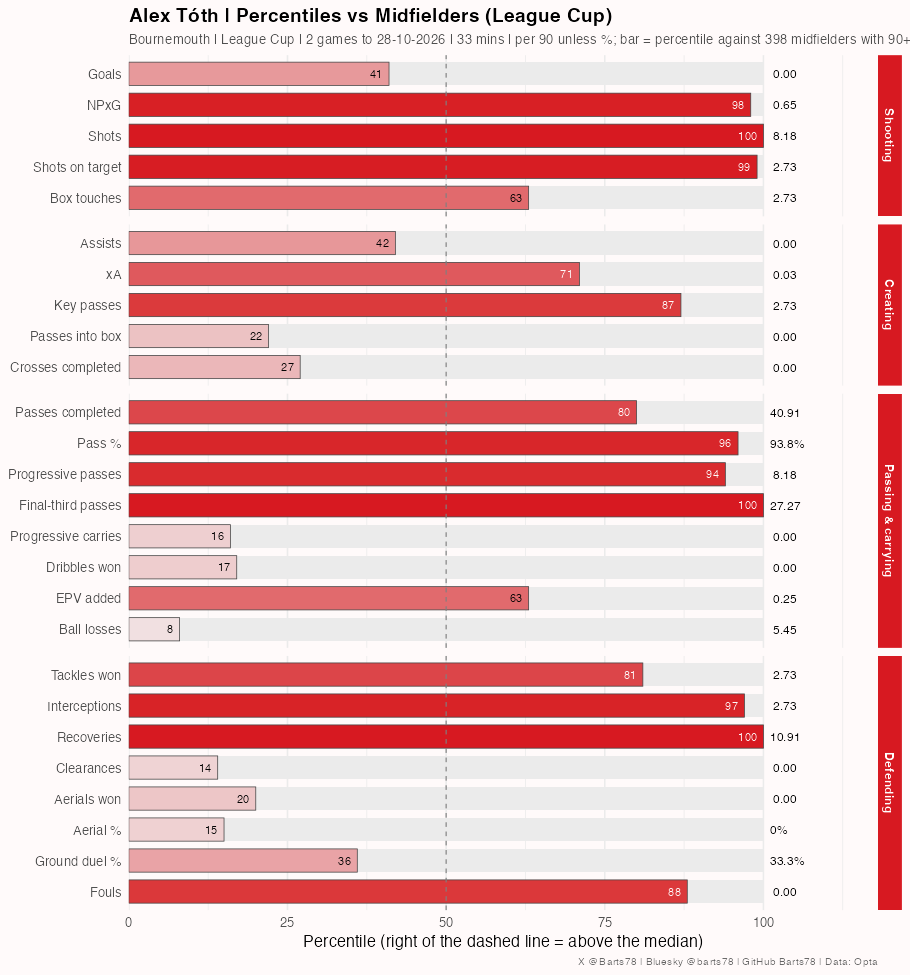 Alex Tóth | Percentiles vs Midfielders (League Cup)
Bournemouth | League Cup | 2 games to 28-10-2026 | 33 mins | per 90 unless %; bar = percentile against 398 midfielders with 90+
Goals 41 0.00
NPxG 98 0.65
Shots 100 8.18
Shots on target 99 2.73
Box touches 63 2.73
Shooting
Assists 42 0.00
xA 71 0.03
Key passes 87 2.73
Passes into box 22 0.00
Crosses completed 27 0.00
Creating
Passes completed 80 40.91
Pass % 96 93.8%
Progressive passes 94 8.18
Final-third passes 100 27.27
Progressive carries 16 0.00
Dribbles won 17 0.00
EPV added 63 0.25
Ball losses 8 5.45
Passing & carrying
Tackles won 81 2.73
Interceptions 97 2.73
Recoveries 100 10.91
Clearances 14 0.00
Aerials won 20 0.00
Aerial % 15 0%
Ground duel % 36 33.3%
Fouls 88 0.00
Defending
0 25 50 75 100
Percentile (right of the dashed line = above the median)
X @Barts78 | Bluesky @barts78 | GitHub Barts78 | Data: Opta